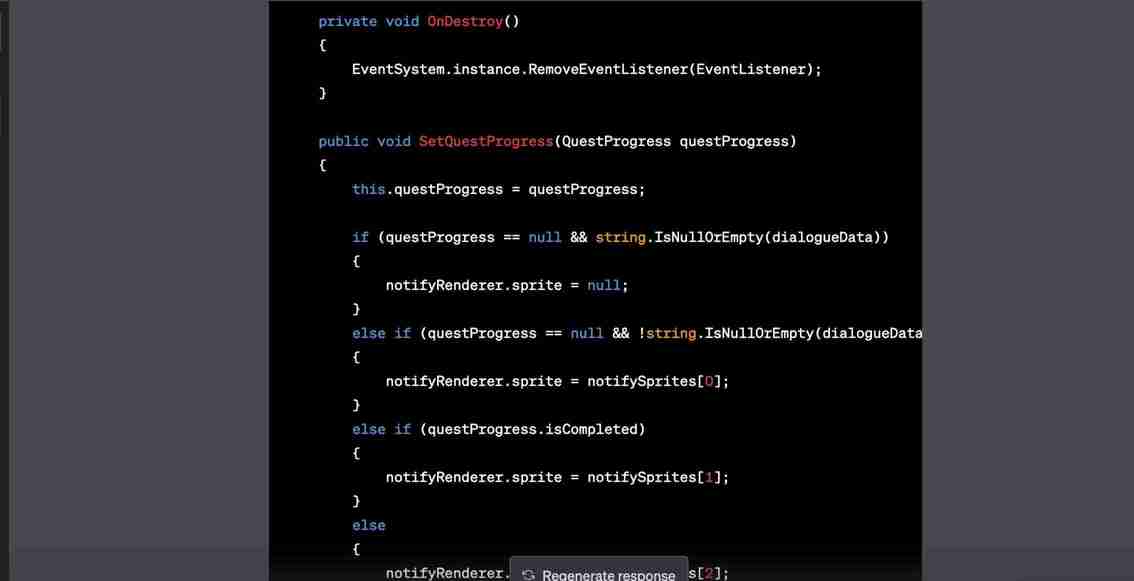 private void OnDestroy()
{
EventSystem.instance.RemoveEventListener(EventListener);
}
public void SetQuestProgress(QuestProgress questProgress)
{
this.questProgress = questProgress;
if (questProgress == null && string.IsNullOrEmpty(dialogueData))
{
notifyRenderer.sprite = null;
}
else if (questProgress == null && !string.IsNullOrEmpty(dialogueData
{
notifyRenderer.sprite = notifySprites[0];
}
else if (questProgress.isCompleted)
{
notifyRenderer.sprite = notifySprites[1];
}
else
{
notifyRenderer. s[2];
Regenerate response